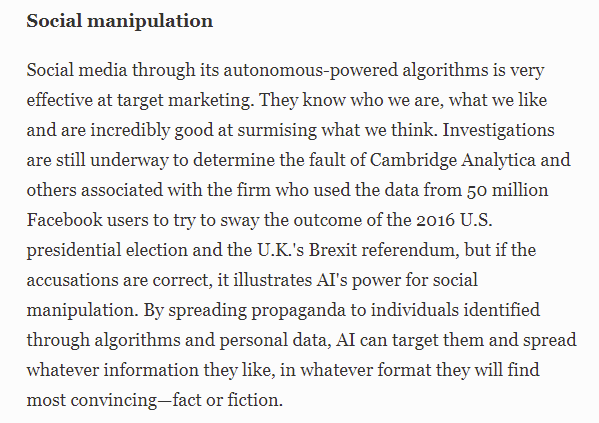 Social manipulation
Social media through its autonomous-powered algorithms is very
effective at target marketing. They know who we are, what we like
and are incredibly good at surmising what we think. Investigations
are still underway to determine the fault of Cambridge Analytica and
others associated with the firm who used the data from 50 million
Facebook users to try to sway the outcome of the 2016 U.S.
presidential election and the U.K.'s Brexit referendum, but if the
accusations are correct, it illustrates AI's power for social
manipulation. By spreading propaganda to individuals identified
through algorithms and personal data, AI can target them and spread
whatever information they like, in whatever format they will find
most convincing—fact or fiction.